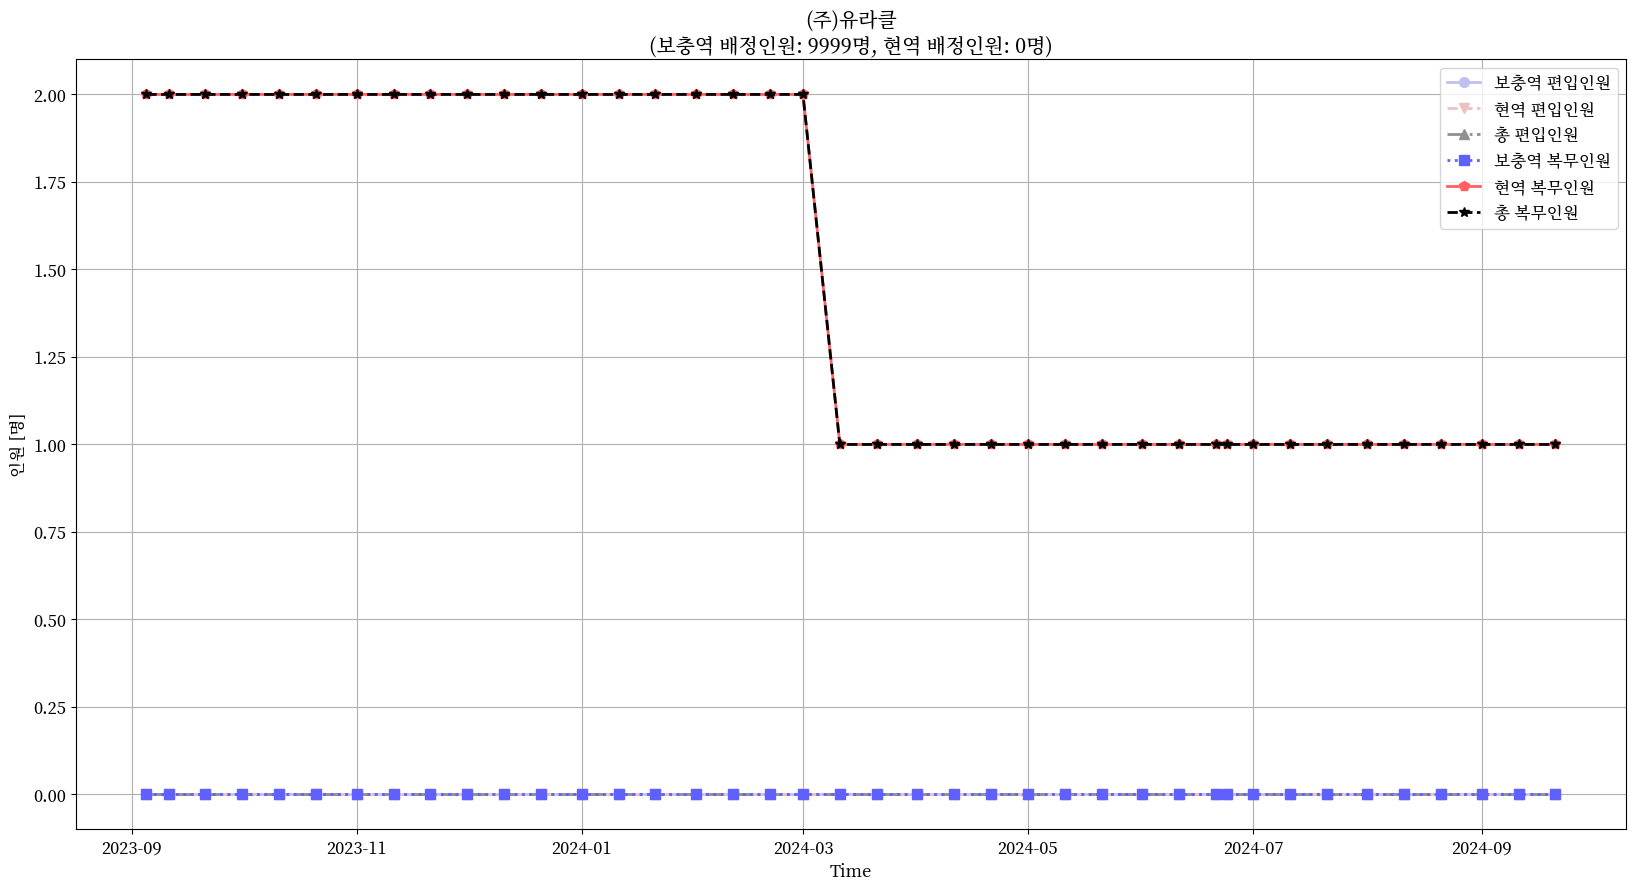 (주)유라클
(보충역 배정인원: 9999명, 현역 배정인원: 0명)
보충역 편입인원
현역 편입인원
총 편입인원
보충역 복무인원
현역 복무인원
총 복무인원
인원 [명]
2.00
1.75
1.50
1.25
1.00
0.75
0.50
0.25
0.00
2023-09 2023-11 2024-01 2024-03 2024-05 2024-07 2024-09
Time